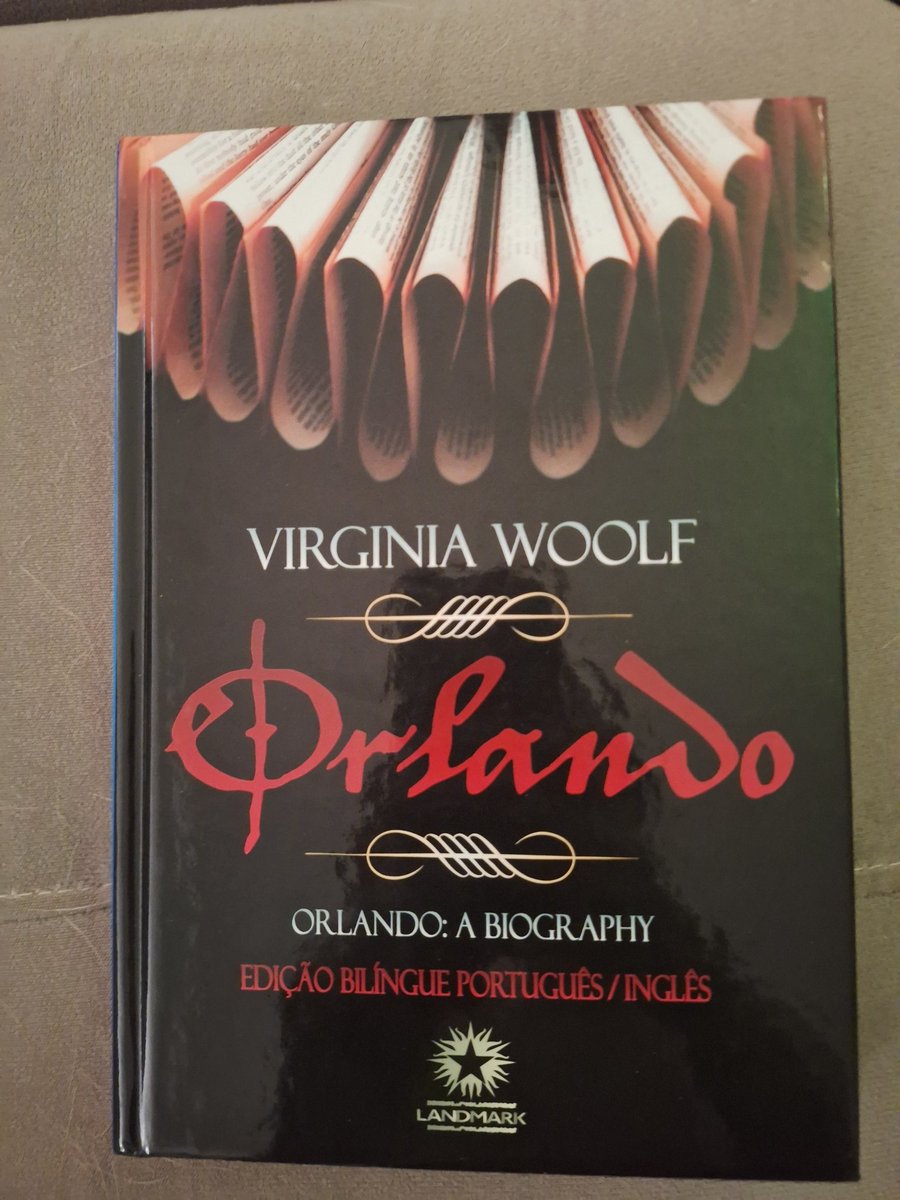 VIRGINIA WOOLF
Orlando
ORLANDO: A BIOGRAPHY
EDIÇÃO BILÍNGUE PORTUGUÊS / INGLÊS
LANDMARK